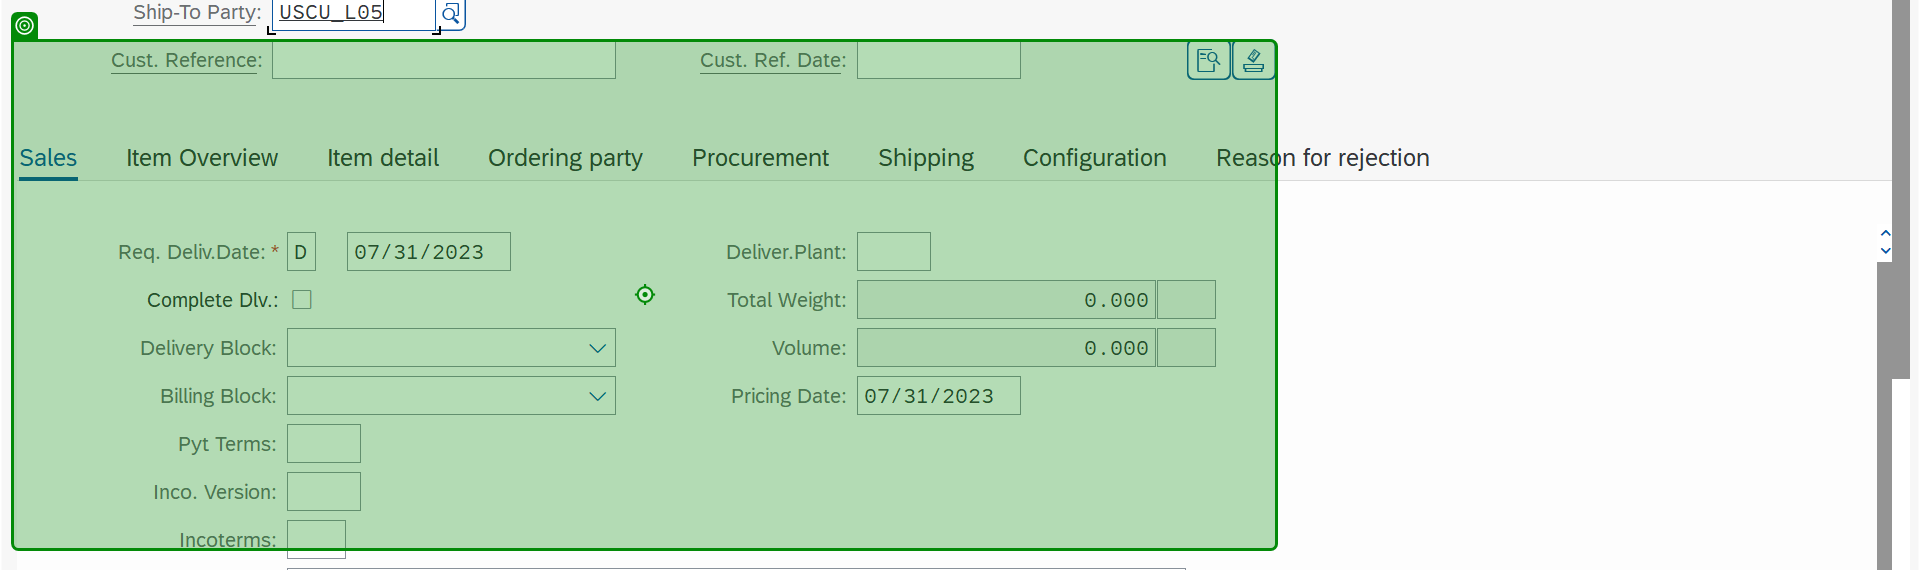 Ship-To Party: USCU_L05
Cust. Reference: Cust. Ref. Date:
Sales Item Overview Item detail Ordering party Procurement Shipping Configuration Reason for rejection
Req. Deliv.Date: * D 07/31/2023 Deliver.Plant:
Complete Dlv.: Total Weight: 0.000
Delivery Block: Volume: 0.000
Billing Block: Pricing Date: 07/31/2023
Pyt Terms:
Inco. Version:
Incoterms: